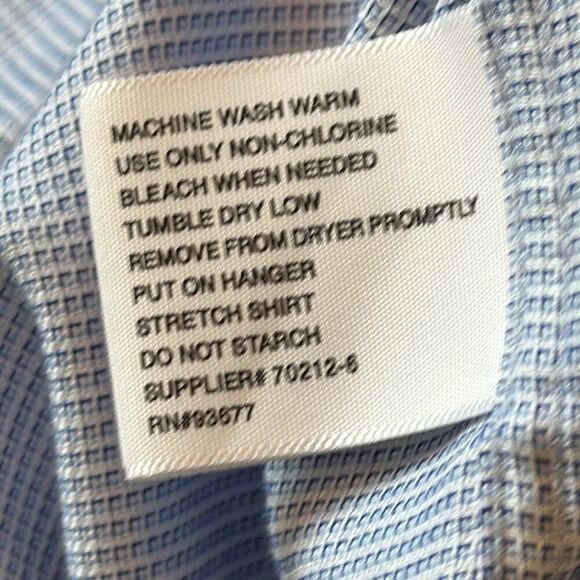 MACHINE WASH WARM
USE ONLY NON-CHLORINE
BLEACH WHEN NEEDED
TUMBLE DRY LOW
REMOVE FROM DRYER PROMPTLY
PUT ON HANGER
STRETCH SHIRT
DO NOT STARCH
SUPPLIER# 70212-6
RN#93677